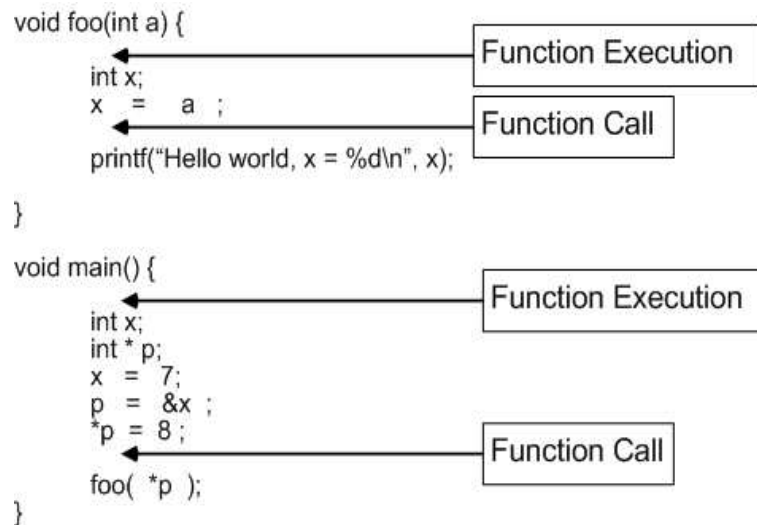 void foo(int a) {
Function Execution
int x;
x = a ;
Function Call
printf(“Hello world, x = %d\n”, x);
}
void main() {
Function Execution
int x;
int * p;
x = 7;
p = &x ;
*p = 8 ;
Function Call
foo( *p );
}